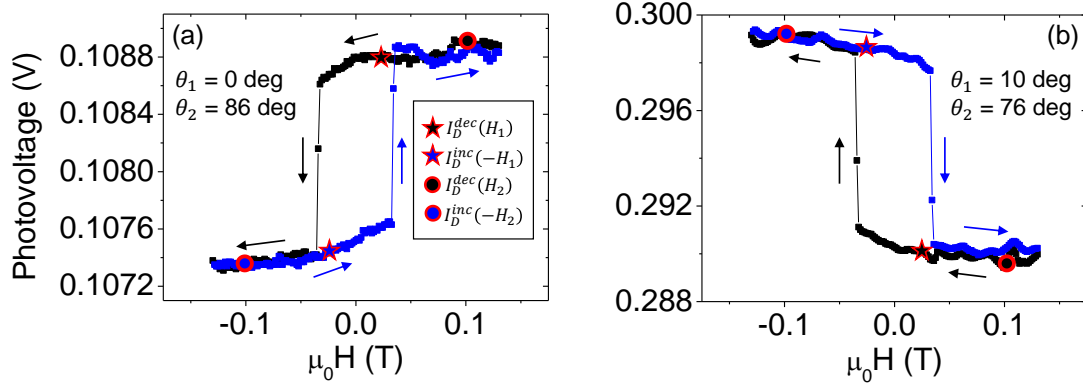 (a)
0.1088
0.1084
0.1080
0.1076
0.1072
Photovoltage (V)
θ₁ = 0 deg
θ₂ = 86 deg
I_D^dec(H₁)
I_D^inc(-H₁)
I_D^dec(H₂)
I_D^inc(-H₂)
-0.1 0.0 0.1
μ₀H (T)
(b)
0.300
0.296
0.292
0.288
θ₁ = 10 deg
θ₂ = 76 deg
-0.1 0.0 0.1
μ₀H (T)